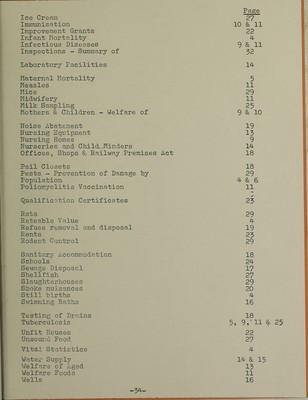 Page
Ice Cream 27
Immunisation 10 & 11
Improvement Grants 22
Infant Mortality 4
Infectious Diseases 9 & 11
Inspections - Summary of 32
Laboratory Facilities 14
Maternal Mortality 5
Measles 11
Mice 29
Midwifery 11
Milk Sampling 25
Mothers & Children - Welfare of 9 & 10
Noise Abatement 19
Nursing Equipment 13
Nursing Homes 9
Nurseries and Child Minders 14
Offices, Shops & Railway Premises Act 18
Pail Closets 18
Pests - Prevention of Damage by 29
Population 4 & 6
Poliomyelitis Vaccination 11
Qualification Certificates 23
Rats 29
Rateable Value 4
Refuse removal and disposal 19
Rents 23
Rodent Control 29
Sanitary Accommodation 18
Schools 24
Sewage Disposal 17
Shellfish 27
Slaughterhouses 29
Smoke nuisances 20
Still births 4
Swimming Baths 16
Testing of Drains 18
Tuberculosis 5, 9, 11 & 25
Unfit Houses 22
Unsound Food 27
Vital Statistics 4
Water Supply 14 & 15
Welfare of Aged 13
Welfare Foods 11
Wells 16
-34-